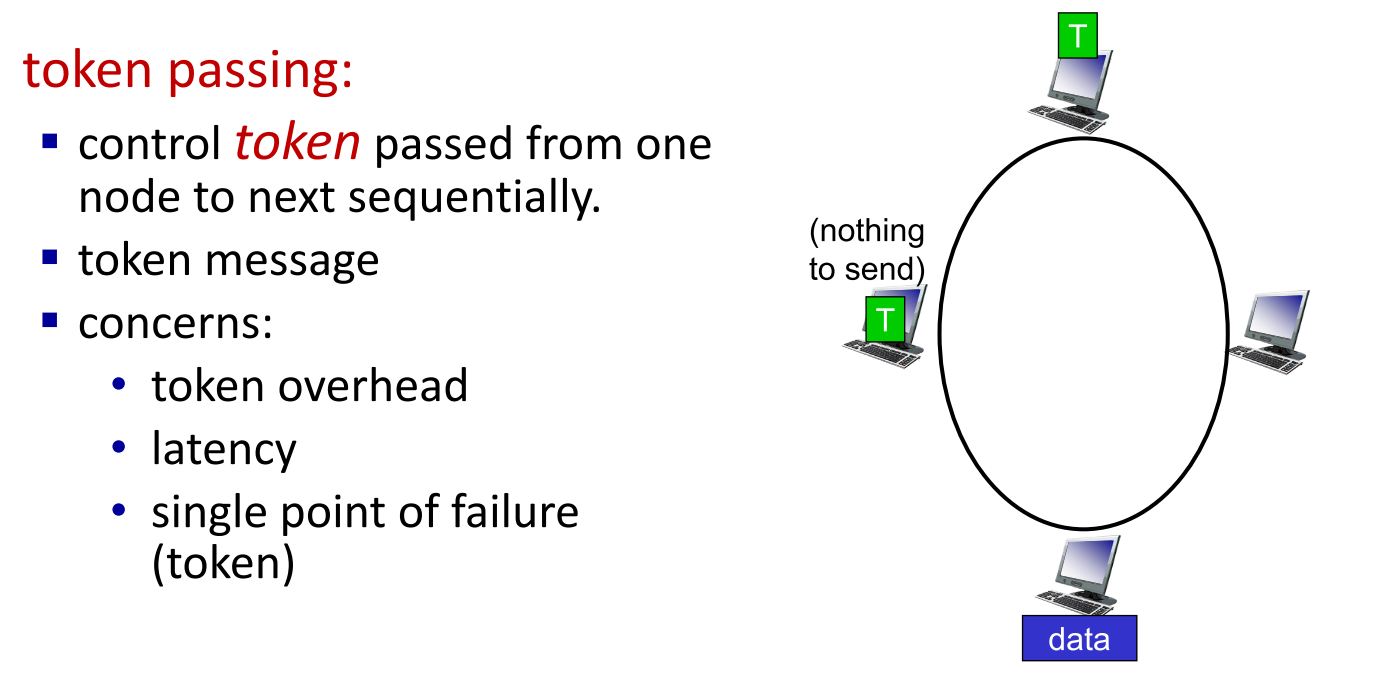 token passing:
control token passed from one
node to next sequentially.
token message
concerns:
token overhead
latency
single point of failure
(token)
T
(nothing
to send)
T
data